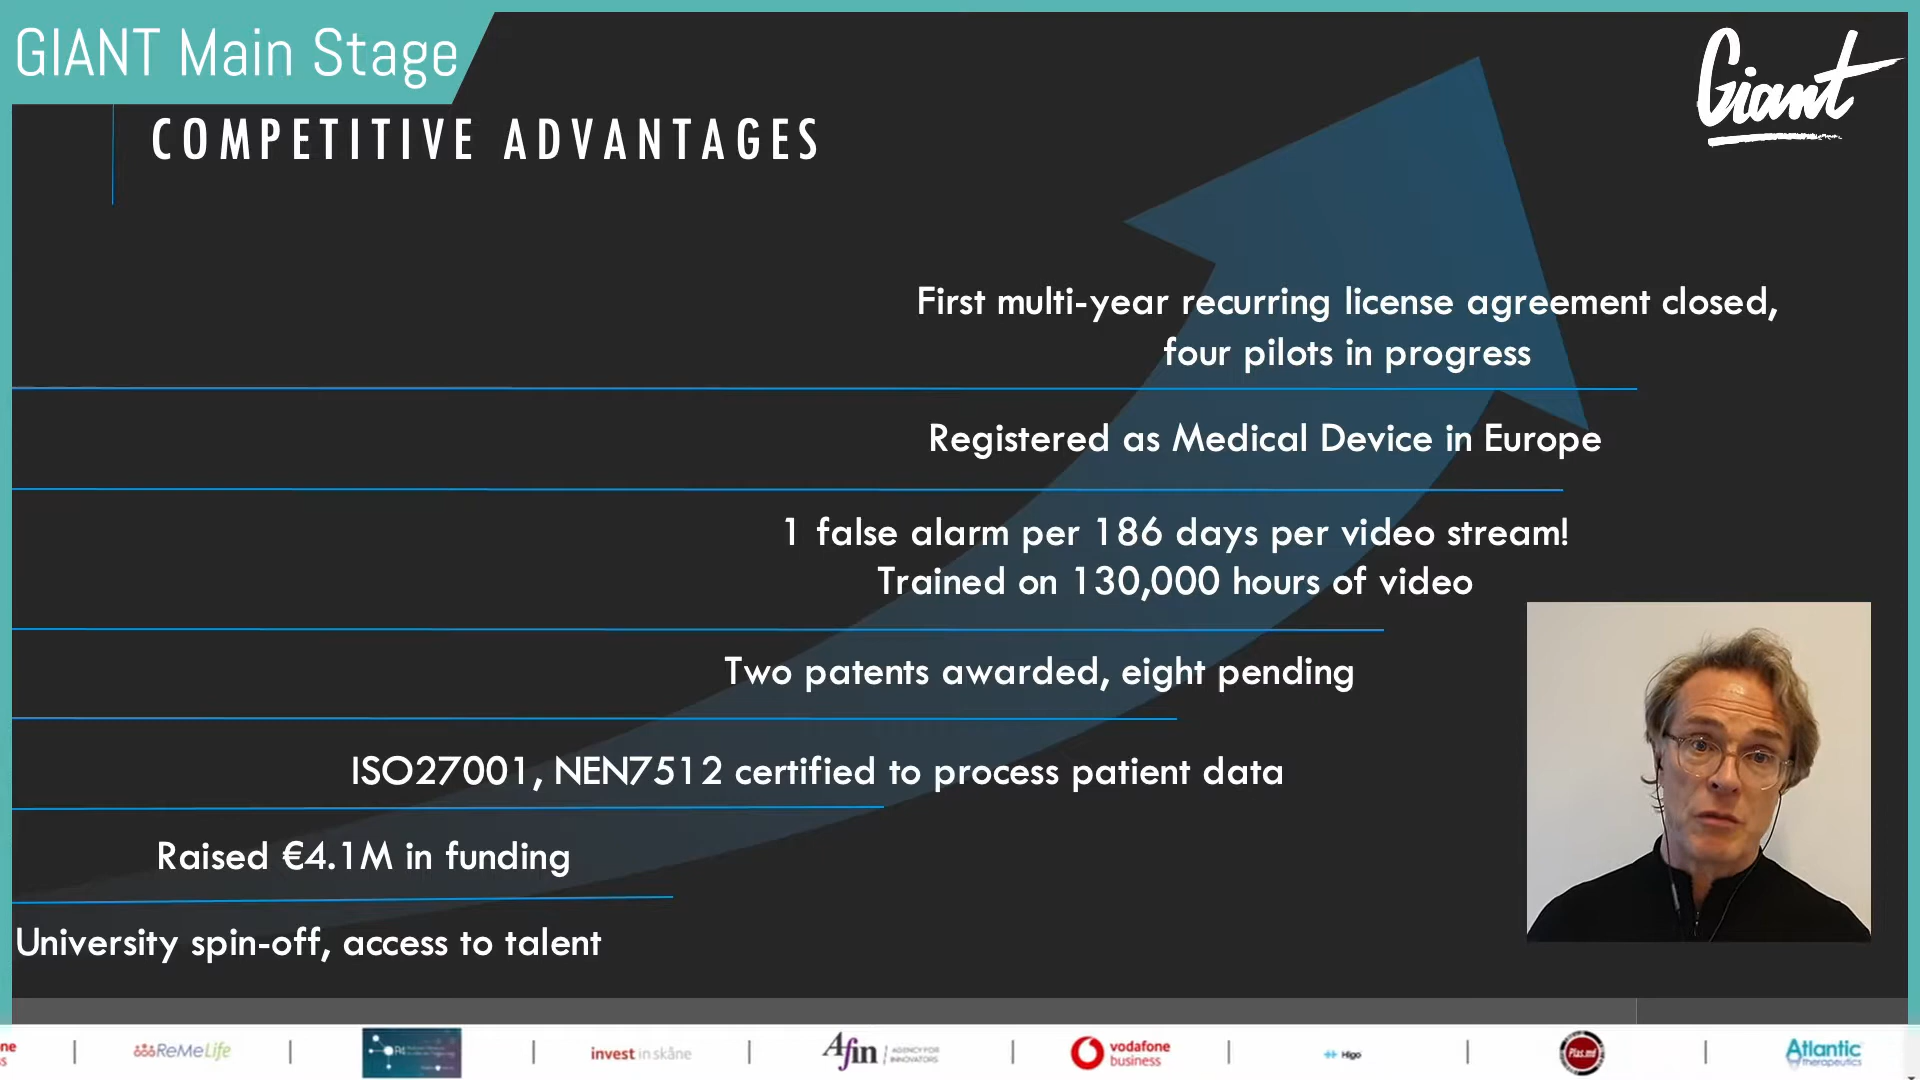 GIANT Main Stage
Giant
COMPETITIVE ADVANTAGES
First multi-year recurring license agreement closed,
four pilots in progress
Registered as Medical Device in Europe
1 false alarm per 186 days per video stream!
Trained on 130,000 hours of video
Two patents awarded, eight pending
ISO27001, NEN7512 certified to process patient data
Raised €4.1M in funding
University spin-off, access to talent
ReMeLife
invest in skåne
Afin
AGENCY FOR
INNOVATORS
vodafone
business
Higo
Plas.md
Atlantic
therapeutics